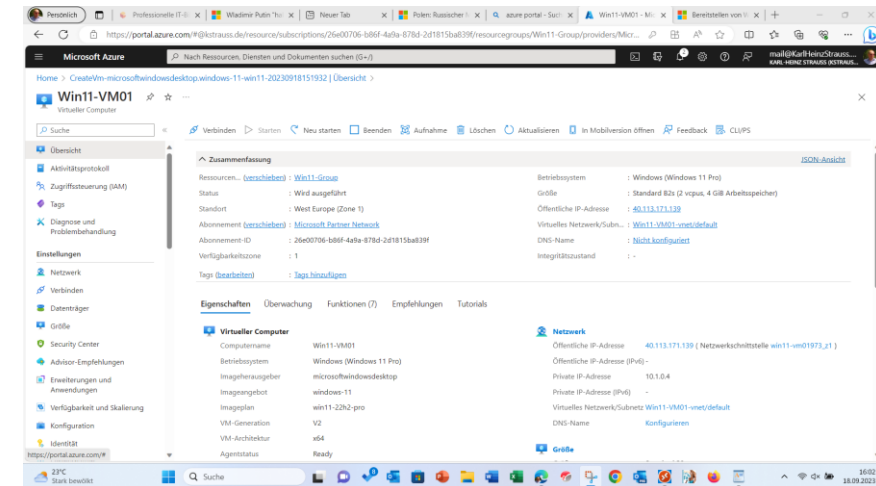 Persönlich
Professionelle IT-
Wladimir Putin "ha
Neuer Tab
Polen: Russischer
azure portal - Such
Win11-VM01 - Mic
Bereitstellen von
https://portal.azure.com/#@kstrauss.de/resource/subscriptions/26e00706-b86f-4a9a-878d-2d1815ba839f/resourcegroups/Win11-Group/providers/Micr...
Microsoft Azure
Nach Ressourcen, Diensten und Dokumenten suchen (G+/)
mail@KarlHeinzStrauss...
KARL-HEINZ STRAUSS (KSTRAUS...
Home > CreateVm-microsoftwindowsdesktop.windows-11-win11-20230918151932 | Übersicht >
Win11-VM01
Virtueller Computer
Suche
Verbinden Starten Neu starten Beenden Aufnahme Löschen Aktualisieren In Mobilversion öffnen Feedback CLI/PS
Übersicht
Aktivitätsprotokoll
Zugriffssteuerung (IAM)
Tags
Diagnose und
Problembehandlung
Einstellungen
Netzwerk
Verbinden
Datenträger
Größe
Security Center
Advisor-Empfehlungen
Erweiterungen und
Anwendungen
Verfügbarkeit und Skalierung
Konfiguration
Identität
Zusammenfassung
JSON-Ansicht
Ressourcen... (verschieben) : Win11-Group
Status : Wird ausgeführt
Standort : West Europe (Zone 1)
Abonnement (verschieben) : Microsoft Partner Network
Abonnement-ID : 26e00706-b86f-4a9a-878d-2d1815ba839f
Verfügbarkeitszone : 1
Betriebssystem : Windows (Windows 11 Pro)
Größe : Standard B2s (2 vcpus, 4 GiB Arbeitsspeicher)
Öffentliche IP-Adresse : 40.113.171.139
Virtuelles Netzwerk/Subn... : Win11-VM01-vnet/default
DNS-Name : Nicht konfiguriert
Integritätszustand : -
Tags (bearbeiten) : Tags hinzufügen
Eigenschaften Überwachung Funktionen (7) Empfehlungen Tutorials
Virtueller Computer
Computername Win11-VM01
Betriebssystem Windows (Windows 11 Pro)
Imageherausgeber microsoftwindowsdesktop
Imageangebot windows-11
Imageplan win11-22h2-pro
VM-Generation V2
VM-Architektur x64
Agentstatus Ready
Netzwerk
Öffentliche IP-Adresse 40.113.171.139 ( Netzwerkschnittstelle win11-vm01973_z1 )
Öffentliche IP-Adresse (IPv6) -
Private IP-Adresse 10.1.0.4
Private IP-Adresse (IPv6) -
Virtuelles Netzwerk/Subnetz Win11-VM01-vnet/default
DNS-Name Konfigurieren
Größe
https://portal.azure.com/#
23°C
Stark bewölkt
Suche
16:02
18.09.2023